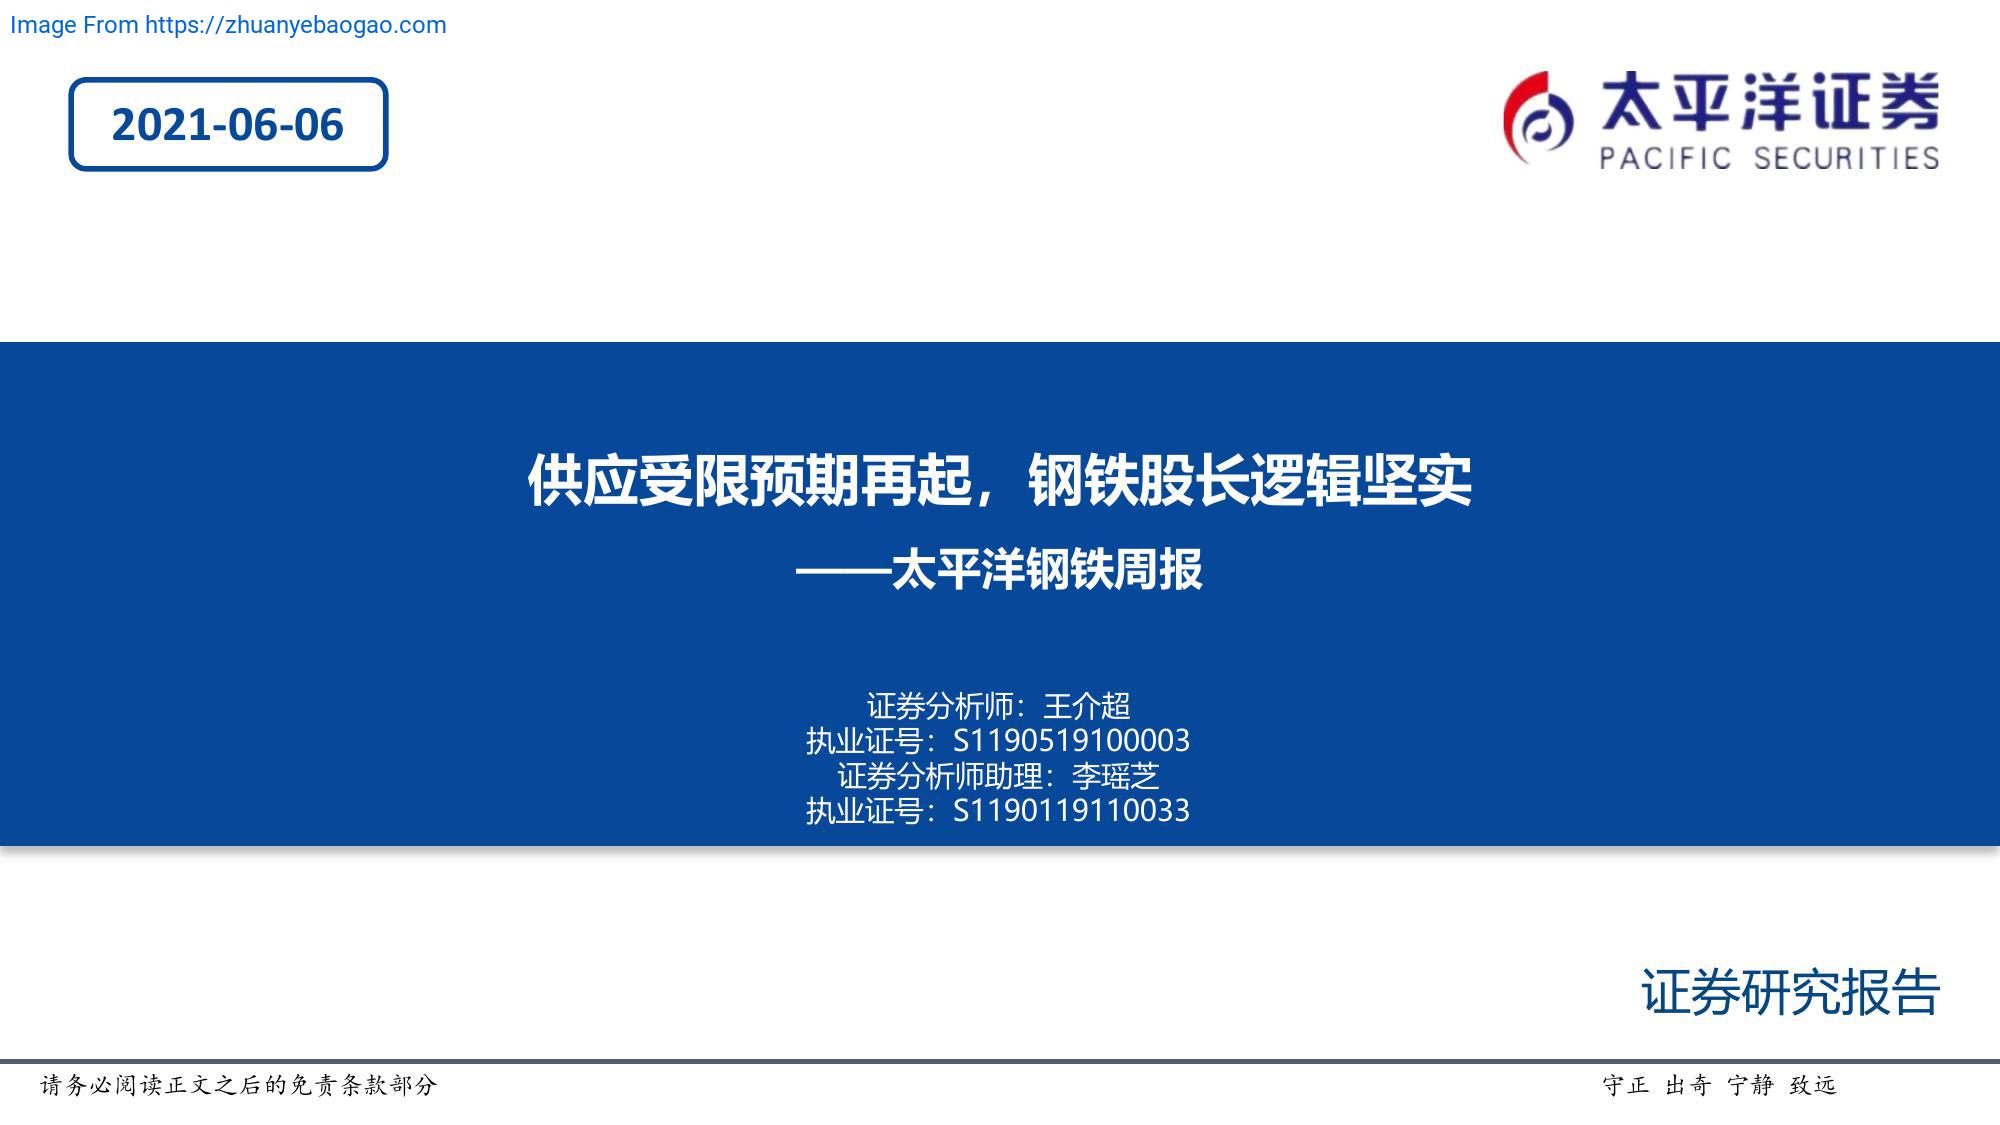 Image From https://zhuanyebaogao.com
2021-06-06
太平洋证券
PACIFIC SECURITIES
供应受限预期再起，钢铁股长逻辑坚实
——太平洋钢铁周报
证券分析师：王介超
执业证号：S1190519100003
证券分析师助理：李瑶芝
执业证号：S1190119110033
证券研究报告
请务必阅读正文之后的免责条款部分
守正 出奇 宁静 致远